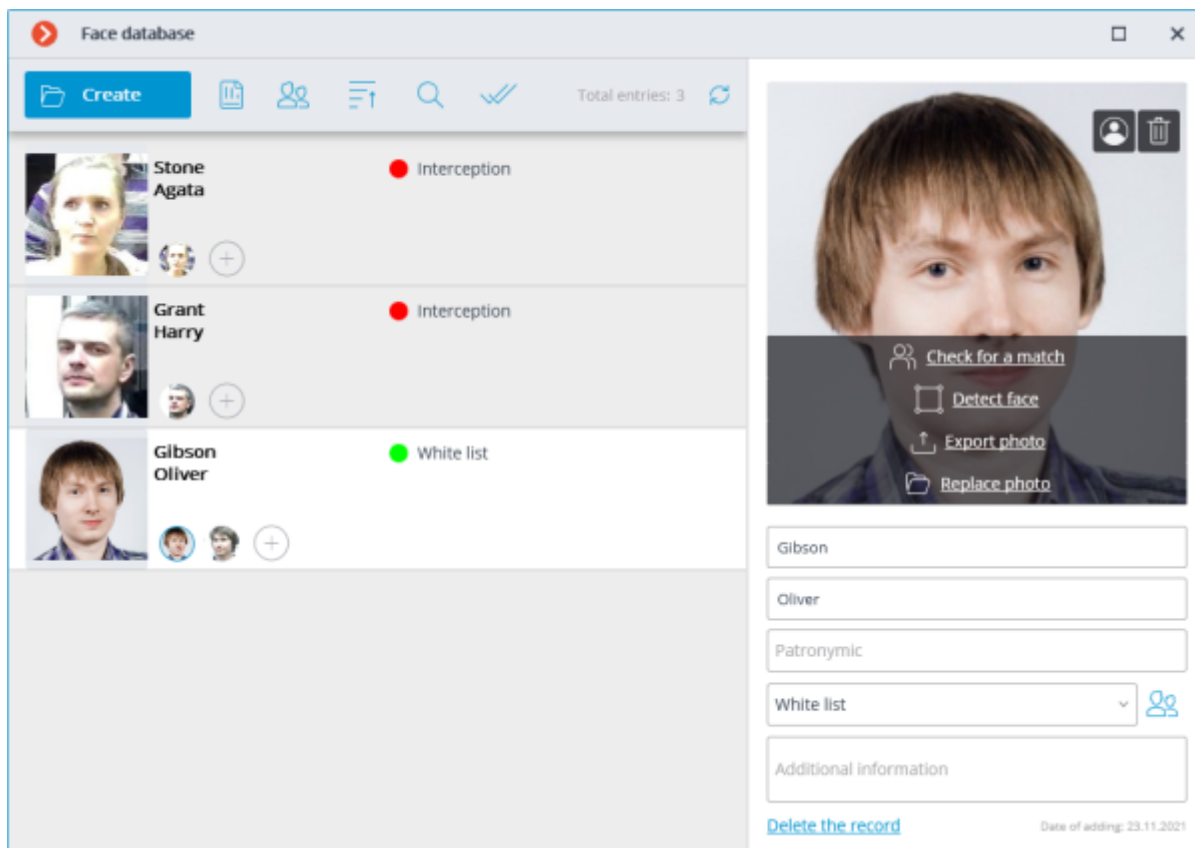 Face database
Create
Total entries: 3
Stone
Agata
Interception
Grant
Harry
Interception
Gibson
Oliver
White list
Check for a match
Detect face
Export photo
Replace photo
Gibson
Oliver
Patronymic
White list
Additional information
Delete the record
Date of adding: 23.11.2021